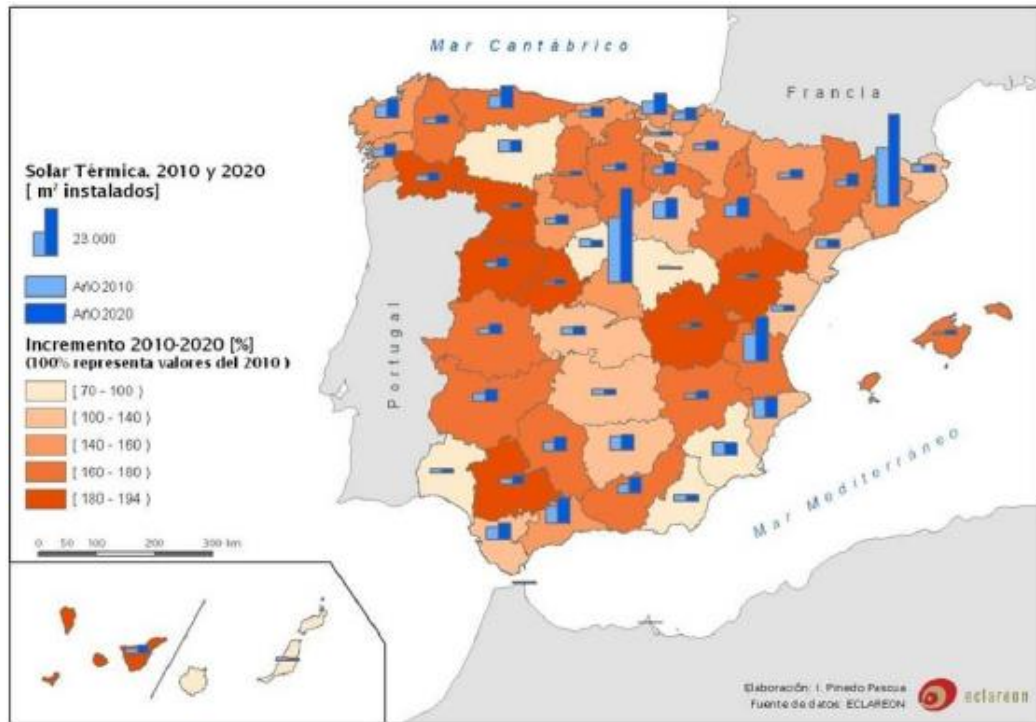 Mar Cantábrico
Francia
Solar Térmica. 2010 y 2020
[ m² instalados]
23 000
Año 2010
Año 2020
Incremento 2010-2020 [%]
(100% representa valores del 2010 )
[ 70 - 100 )
[ 100 - 140 )
[ 140 - 160 )
[ 160 - 180 )
[ 180 - 194 )
Portugal
Mar Mediterráneo
0 50 100 200 300 km
Elaboración: I. Pinedo Pascua
Fuente de datos: ECLAREON
eclareon